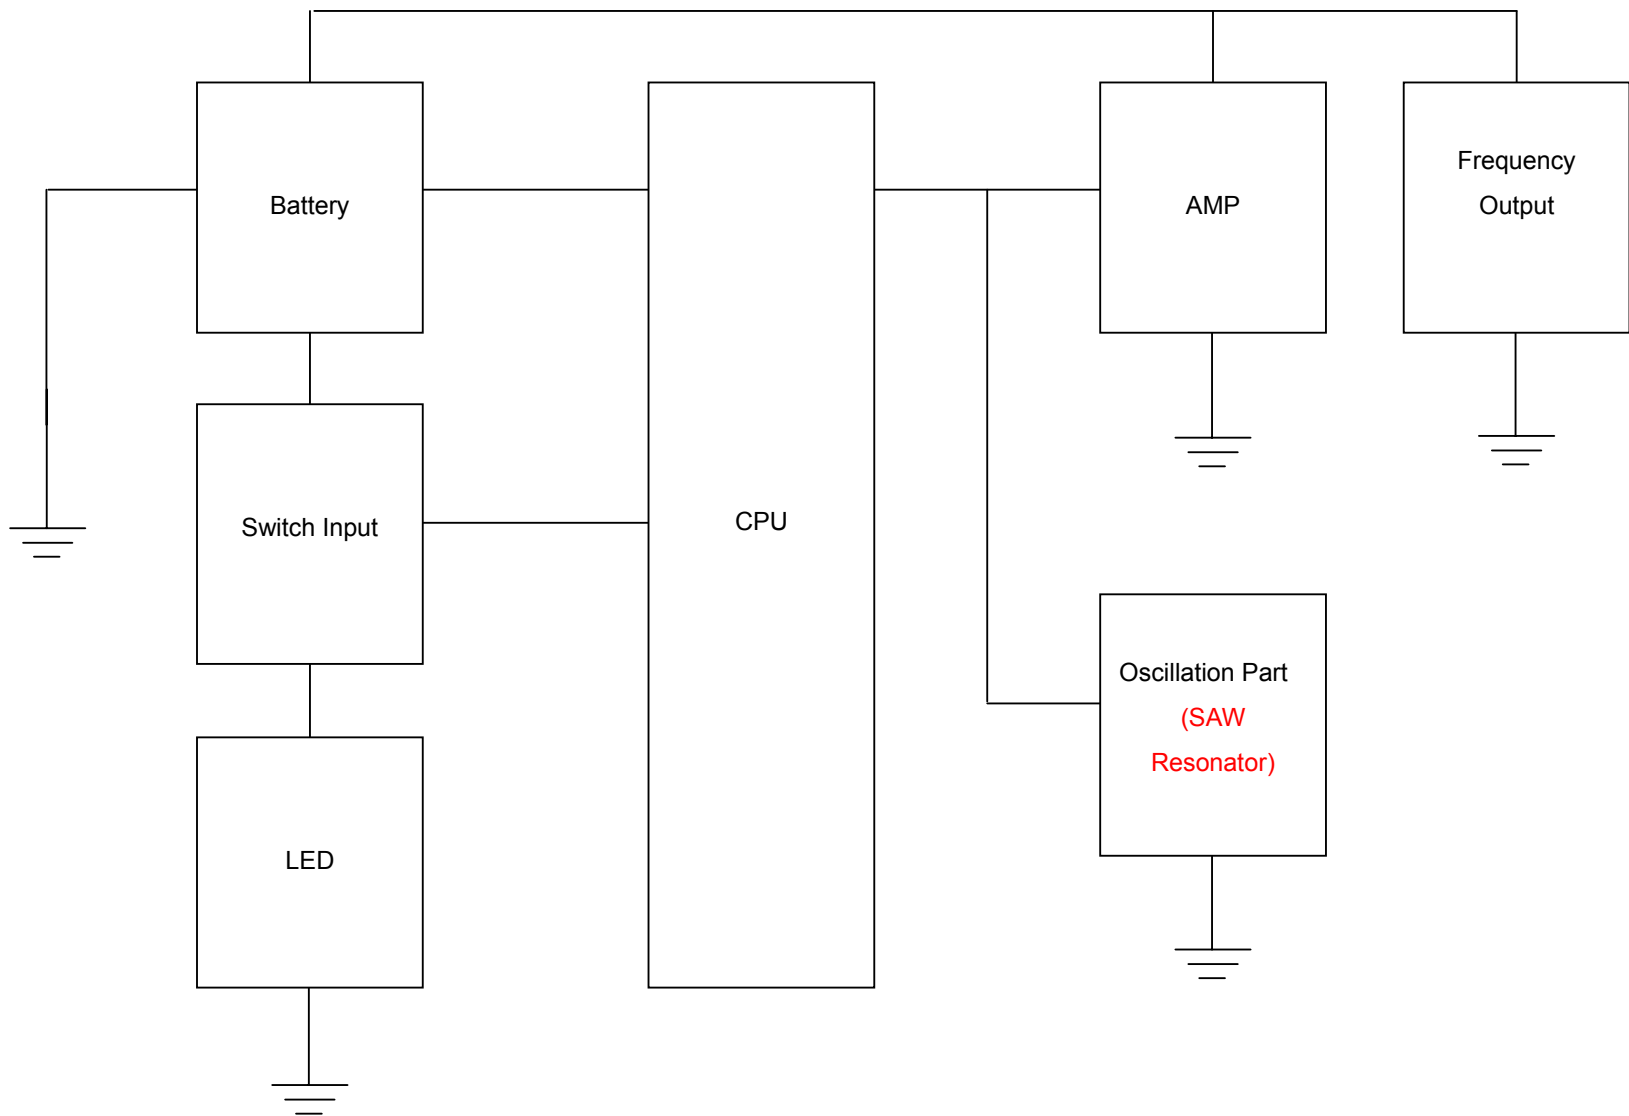 Battery
AMP
Frequency
Output
Switch Input
CPU
Oscillation Part
(SAW
Resonator)
LED